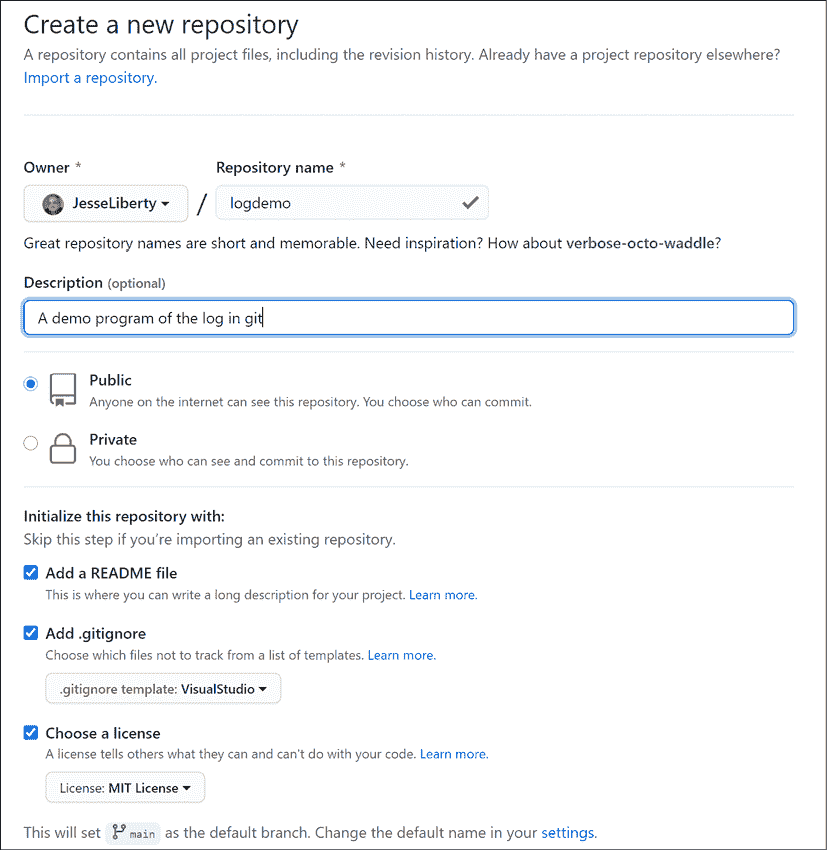 Create a new repository
A repository contains all project files, including the revision history. Already have a project repository elsewhere?
Import a repository.
Owner * Repository name *
JesseLiberty / logdemo
Great repository names are short and memorable. Need inspiration? How about verbose-octo-waddle?
Description (optional)
A demo program of the log in git
Public
Anyone on the internet can see this repository. You choose who can commit.
Private
You choose who can see and commit to this repository.
Initialize this repository with:
Skip this step if you’re importing an existing repository.
Add a README file
This is where you can write a long description for your project. Learn more.
Add .gitignore
Choose which files not to track from a list of templates. Learn more.
.gitignore template: VisualStudio
Choose a license
A license tells others what they can and can't do with your code. Learn more.
License: MIT License
This will set main as the default branch. Change the default name in your settings.